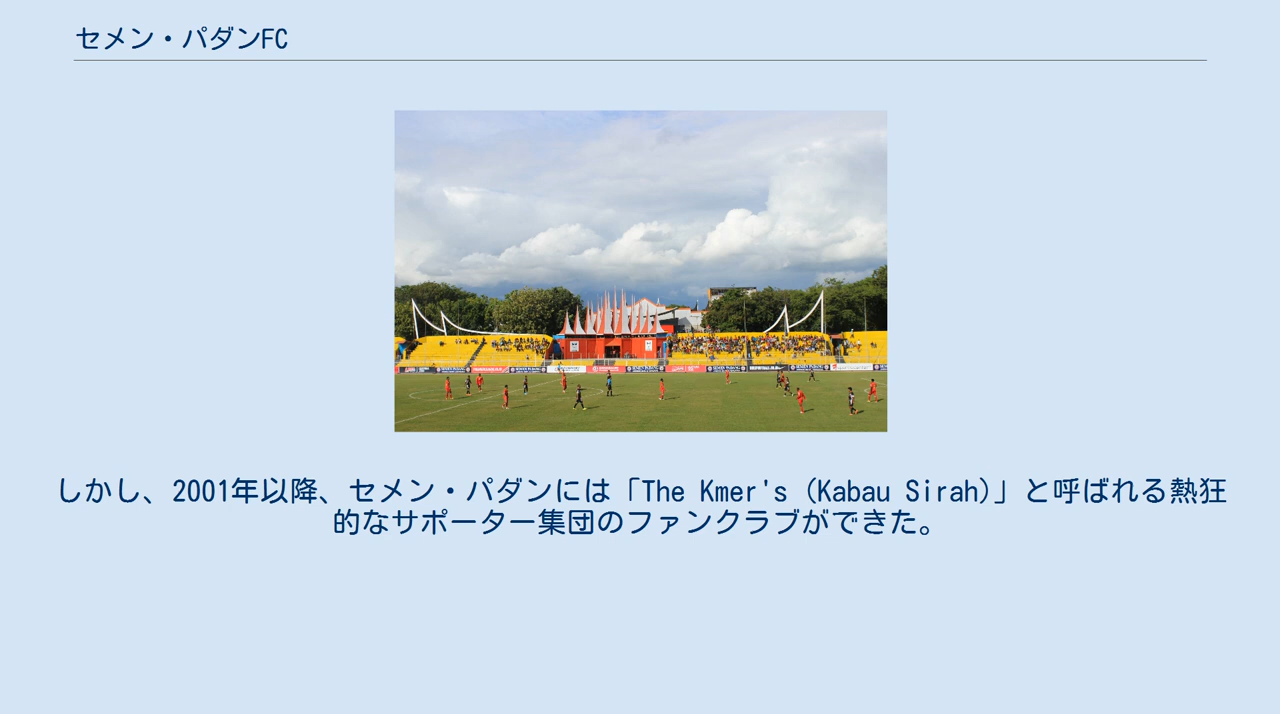 セメン・パダンFC
しかし、2001年以降、セメン・パダンには「The Kmer's (Kabau Sirah)」と呼ばれる熱狂
的なサポーター集団のファンクラブができた。